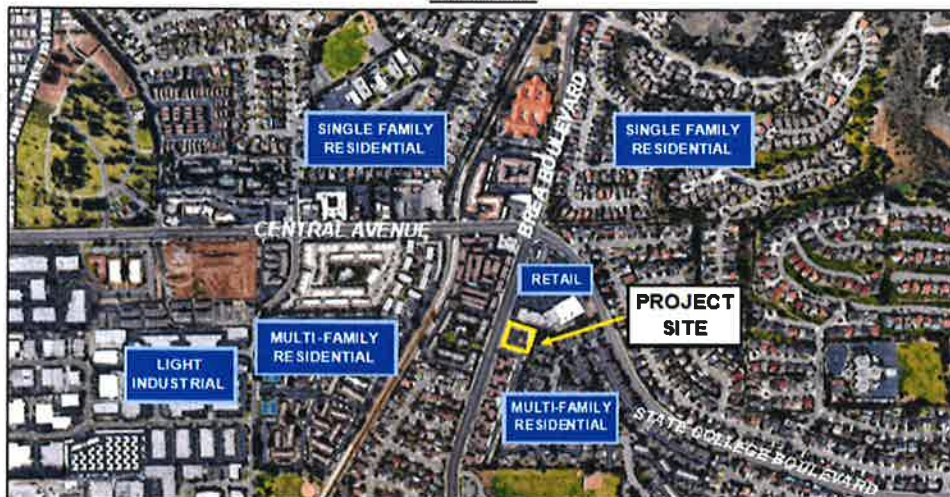 SINGLE FAMILY
RESIDENTIAL
BREA BOULEVARD
SINGLE FAMILY
RESIDENTIAL
CENTRAL AVENUE
RETAIL
PROJECT
SITE
MULTI-FAMILY
RESIDENTIAL
LIGHT
INDUSTRIAL
MULTI-FAMILY
RESIDENTIAL
STATE COLLEGE BOULEVARD